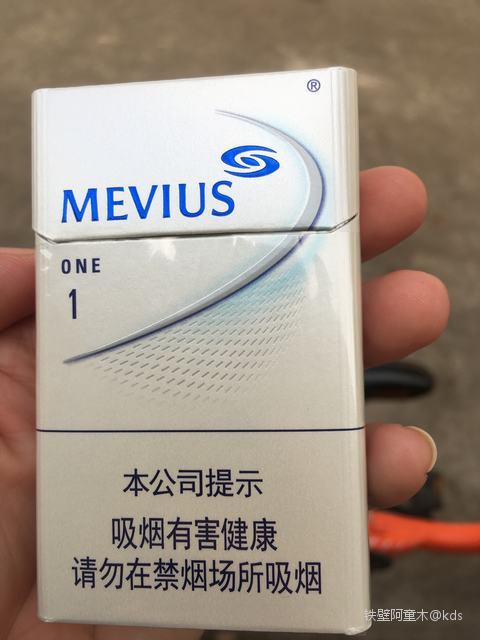 ®
MEVIUS
ONE
1
本公司提示
吸烟有害健康
请勿在禁烟场所吸烟
铁壁阿童木@kds